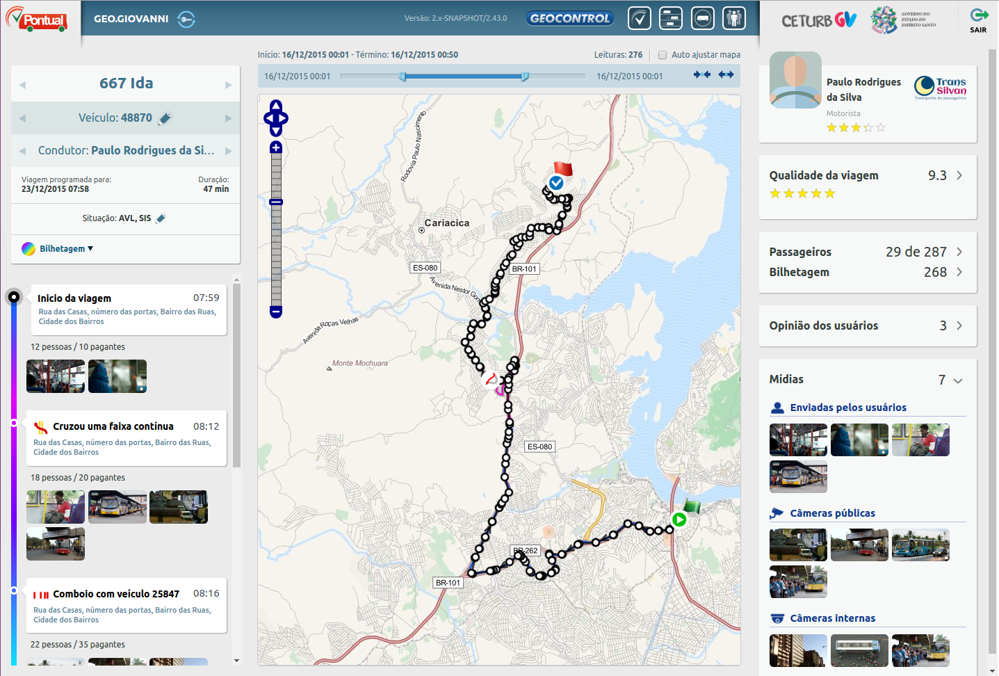 Pontual
GEO.GIOVANNI
Versão: 2.x-SNAPSHOT/2.43.0
GEOCONTROL
CETURB GV
GOVERNO DO
ESTADO DO
ESPÍRITO SANTO
SAIR
667 Ida
Veículo: 48870
Condutor: Paulo Rodrigues da Si...
Viagem programada para:
23/12/2015 07:58
Duração:
47 min
Situação: AVL, SIS
Bilhetagem
Inicio da viagem 07:59
Rua das Casas, número das portas, Bairro das Ruas,
Cidade dos Bairros
12 pessoas / 10 pagantes
Cruzou uma faixa contínua 08:12
Rua das Casas, número das portas, Bairro das Ruas,
Cidade dos Bairros
18 pessoas / 20 pagantes
Comboio com veículo 25847 08:16
Rua das Casas, número das portas, Bairro das Ruas,
Cidade dos Bairros
22 pessoas / 35 pagantes
Início: 16/12/2015 00:01 - Término: 16/12/2015 00:50
Leituras: 276
Auto ajustar mapa
16/12/2015 00:01
16/12/2015 00:01
Rodovia Paulo Nascimento
Cariacica
ES-080
BR-101
Avenida Nestor Gom
Avenida Roças Velhas
Monte Mochuara
ES-080
BR-262
BR-101
Paulo Rodrigues
da Silva
Motorista
Trans
Silvan
Transporte de passageiros
Qualidade da viagem 9.3
Passageiros 29 de 287
Bilhetagem 268
Opinião dos usuários 3
Mídias 7
Enviadas pelos usuários
Câmeras públicas
Câmeras internas